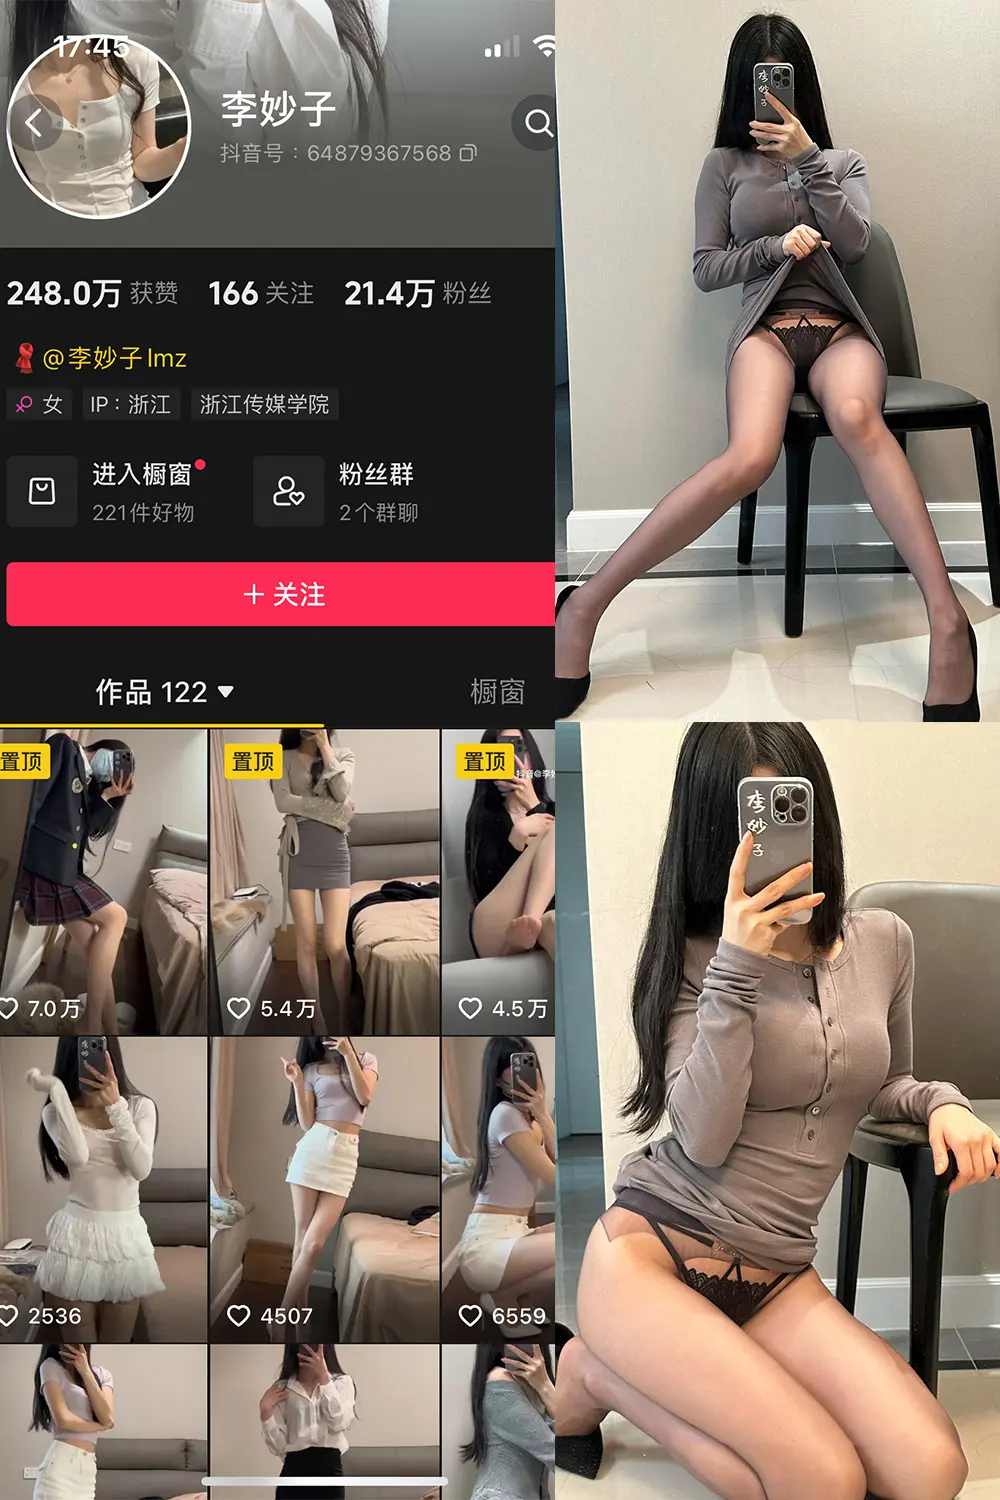 17:45
李妙子
抖音号：64879367568
248.0万 获赞 166 关注 21.4万 粉丝
@李妙子lmz
女 IP：浙江 浙江传媒学院
进入橱窗 粉丝群
221件好物 2个群聊
+ 关注
作品 122 橱窗
置顶 置顶 置顶
抖音@李妙
7.0万 5.4万 4.5万
2536 4507 6559
李妙子
李妙子